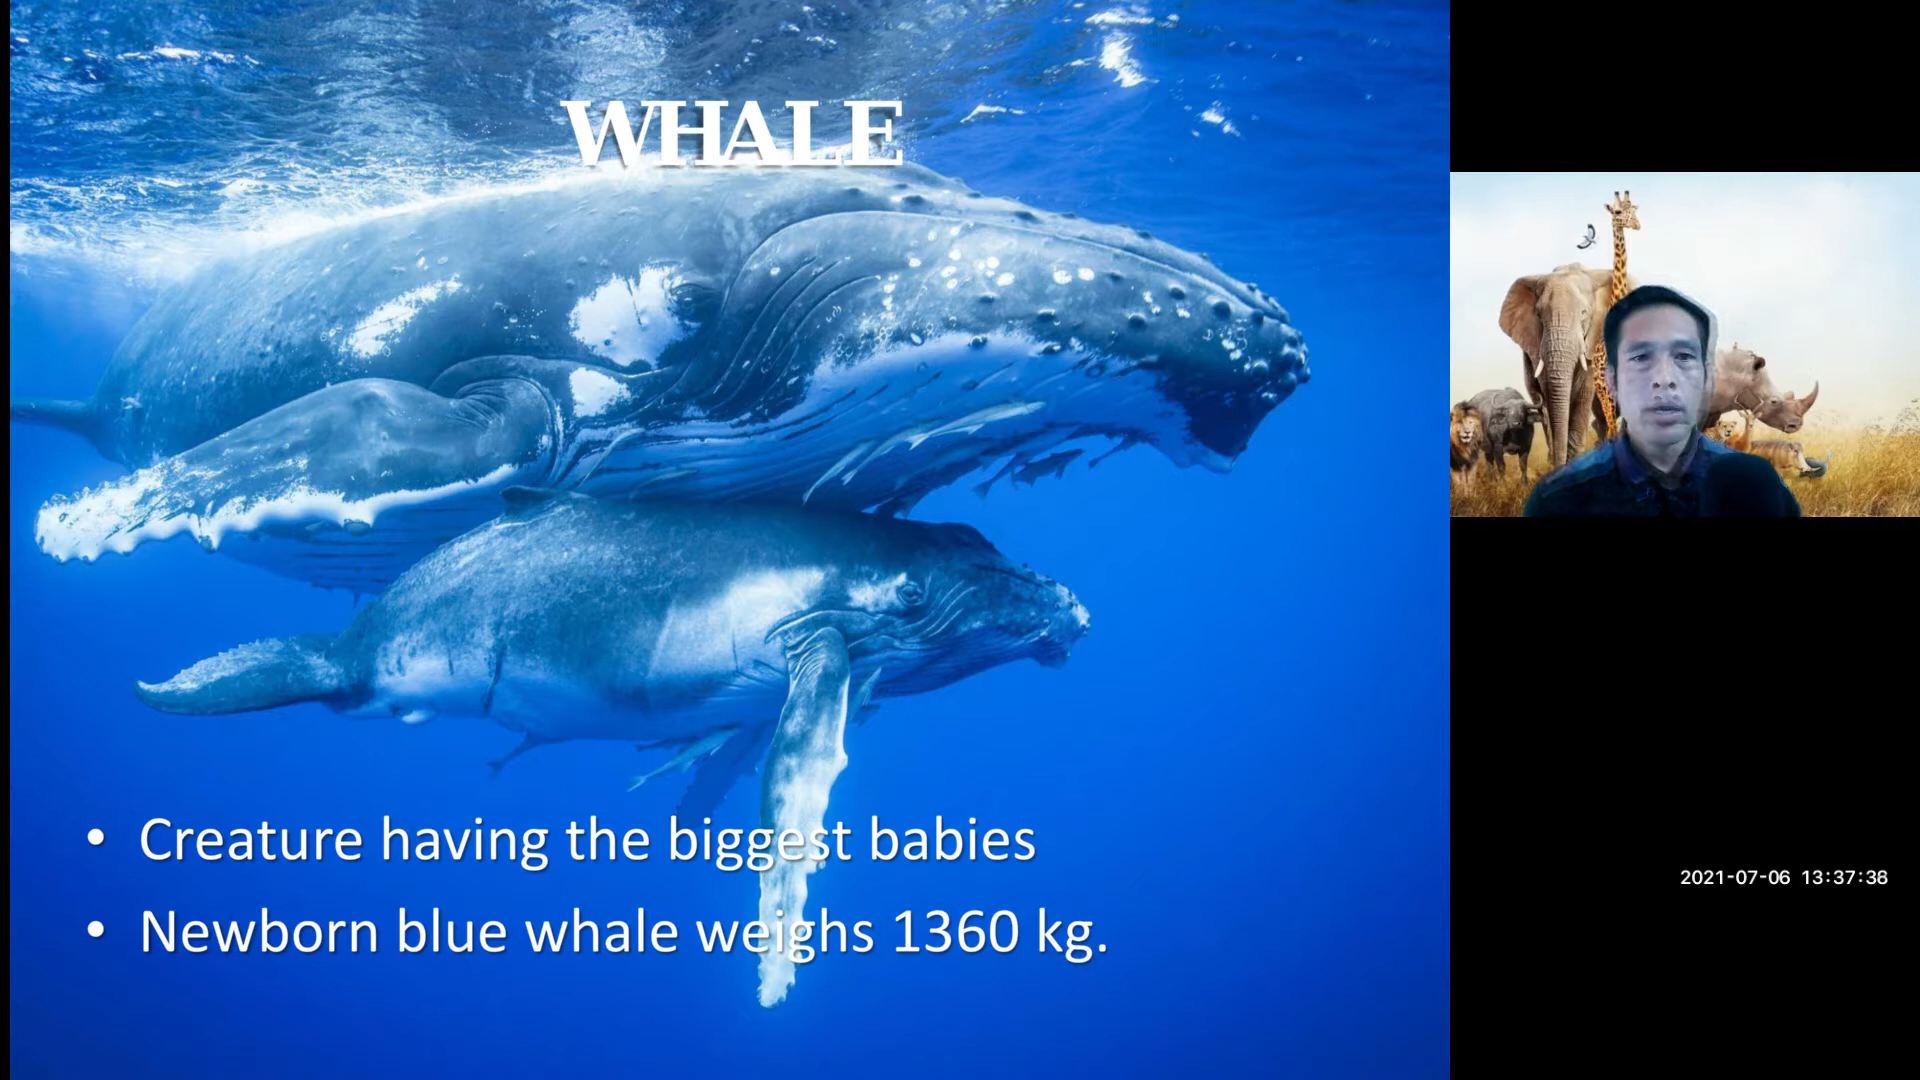 WHALE
• Creature having the biggest babies
• Newborn blue whale weighs 1360 kg.
2021-07-06 13:37:38